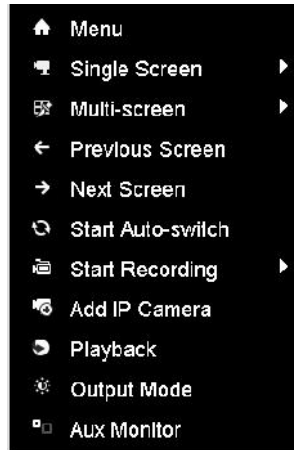 Menu
Single Screen
Multi-screen
Previous Screen
Next Screen
Start Auto-switch
Start Recording
Add IP Camera
Playback
Output Mode
Aux Monitor